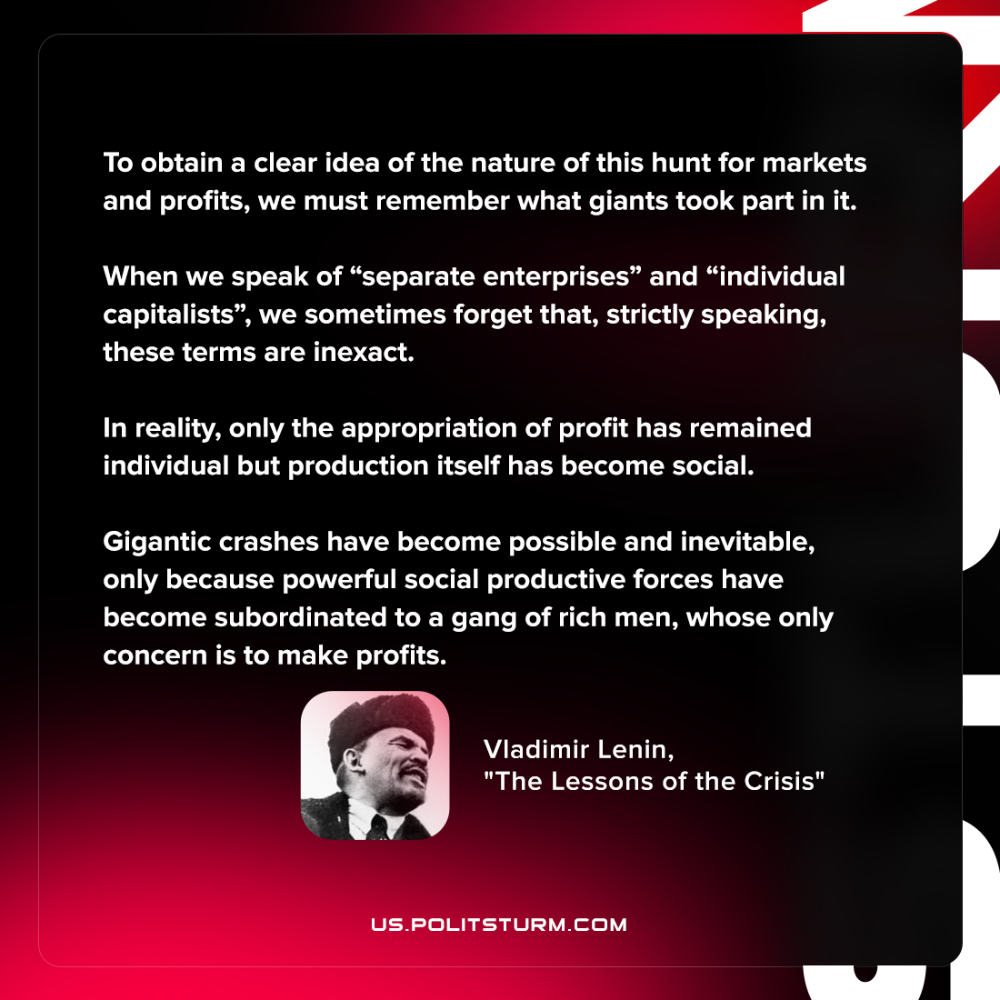 To obtain a clear idea of the nature of this hunt for markets
and profits, we must remember what giants took part in it.
When we speak of “separate enterprises” and “individual
capitalists”, we sometimes forget that, strictly speaking,
these terms are inexact.
In reality, only the appropriation of profit has remained
individual but production itself has become social.
Gigantic crashes have become possible and inevitable,
only because powerful social productive forces have
become subordinated to a gang of rich men, whose only
concern is to make profits.
Vladimir Lenin,
"The Lessons of the Crisis"
US.POLITSTURM.COM